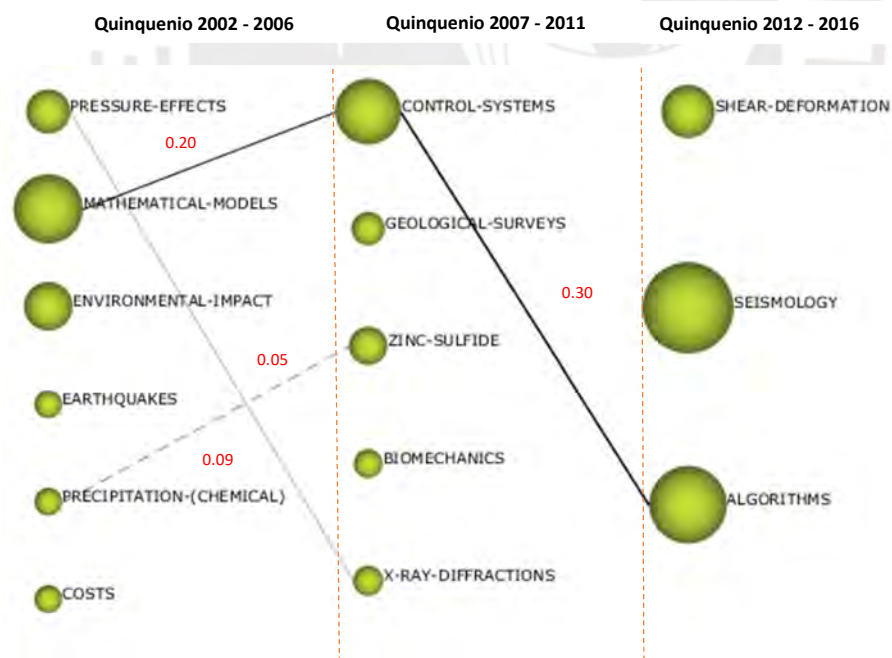 Quinquenio 2002 - 2006
Quinquenio 2007 - 2011
Quinquenio 2012 - 2016
PRESSURE-EFFECTS
MATHEMATICAL-MODELS
ENVIRONMENTAL-IMPACT
EARTHQUAKES
PRECIPITATION-(CHEMICAL)
COSTS
0.20
0.05
0.09
CONTROL-SYSTEMS
GEOLOGICAL-SURVEYS
ZINC-SULFIDE
BIOMECHANICS
X-RAY-DIFFRACTIONS
0.30
SHEAR-DEFORMATION
SEISMOLOGY
ALGORITHMS